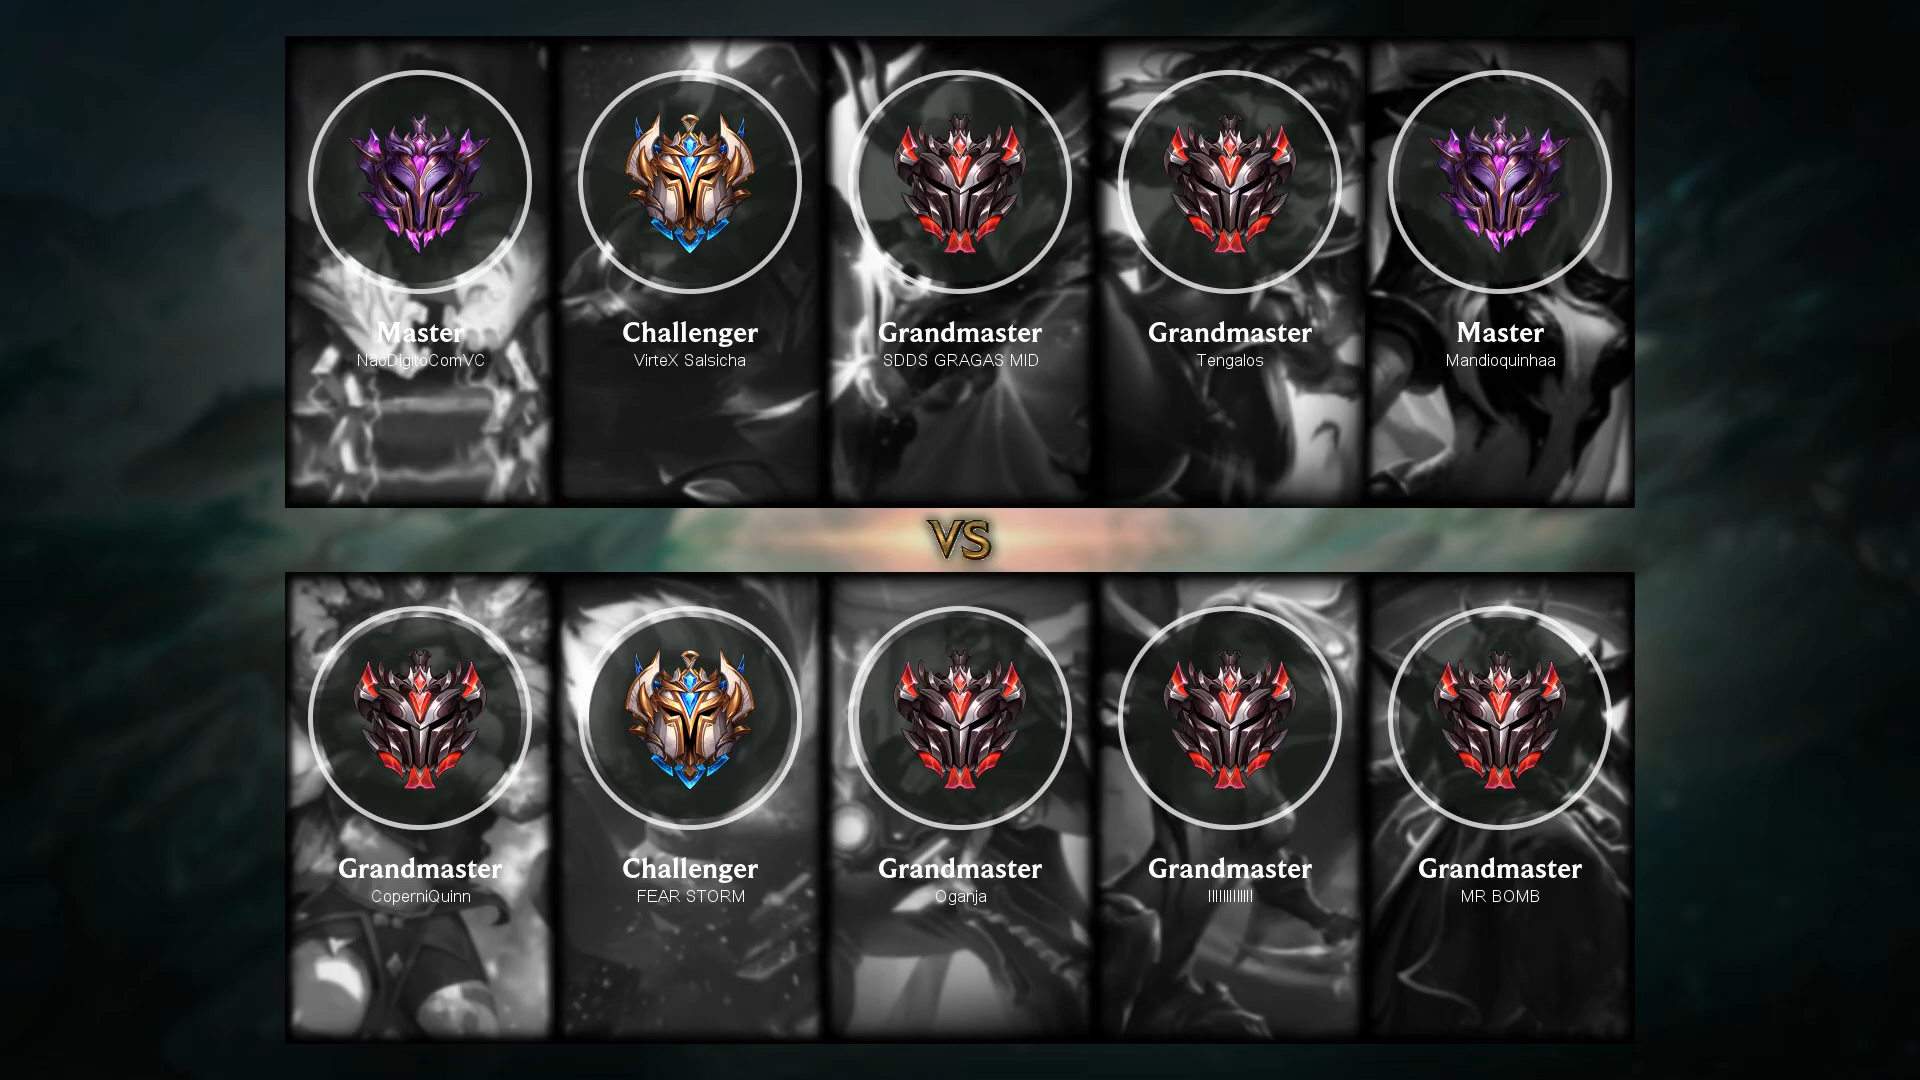 Master
NãoDigitoComVC
Challenger
VirteX Salsicha
Grandmaster
SDDS GRAGAS MID
Grandmaster
Tengalos
Master
Mandioquinhaa
VS
Grandmaster
CoperniQuinn
Challenger
FEAR STORM
Grandmaster
Oganja
Grandmaster
Grandmaster
MR BOMB